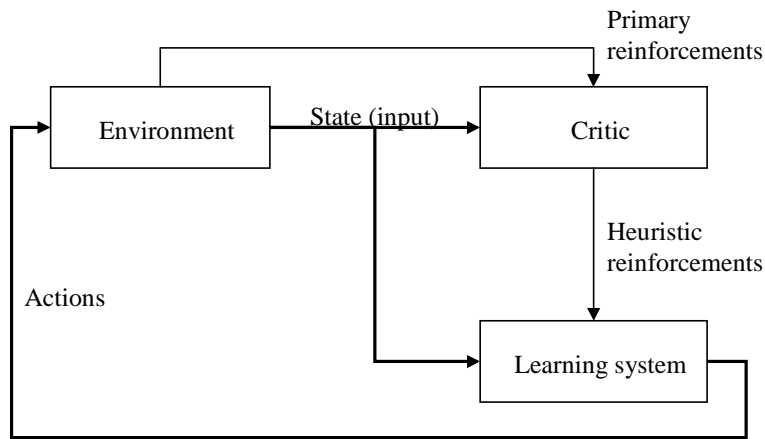 Primary
reinforcements
Environment
State (input)
Critic
Heuristic
reinforcements
Actions
Learning system